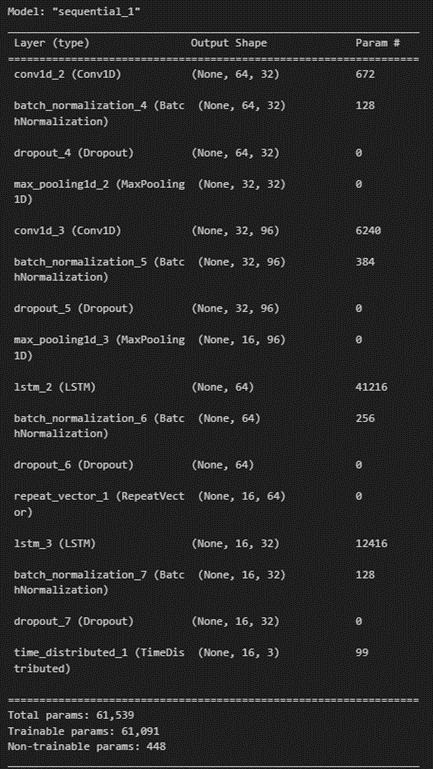 Model: "sequential_1"
Layer (type) Output Shape Param #
conv1d_2 (Conv1D) (None, 64, 32) 672
batch_normalization_4 (Batc (None, 64, 32) 128
hNormalization)
dropout_4 (Dropout) (None, 64, 32) 0
max_pooling1d_2 (MaxPooling (None, 32, 32) 0
1D)
conv1d_3 (Conv1D) (None, 32, 96) 6240
batch_normalization_5 (Batc (None, 32, 96) 384
hNormalization)
dropout_5 (Dropout) (None, 32, 96) 0
max_pooling1d_3 (MaxPooling (None, 16, 96) 0
1D)
lstm_2 (LSTM) (None, 64) 41216
batch_normalization_6 (Batc (None, 64) 256
hNormalization)
dropout_6 (Dropout) (None, 64) 0
repeat_vector_1 (RepeatVect (None, 16, 64) 0
or)
lstm_3 (LSTM) (None, 16, 32) 12416
batch_normalization_7 (Batc (None, 16, 32) 128
hNormalization)
dropout_7 (Dropout) (None, 16, 32) 0
time_distributed_1 (TimeDis (None, 16, 3) 99
tributed)
Total params: 61,539
Trainable params: 61,091
Non-trainable params: 448